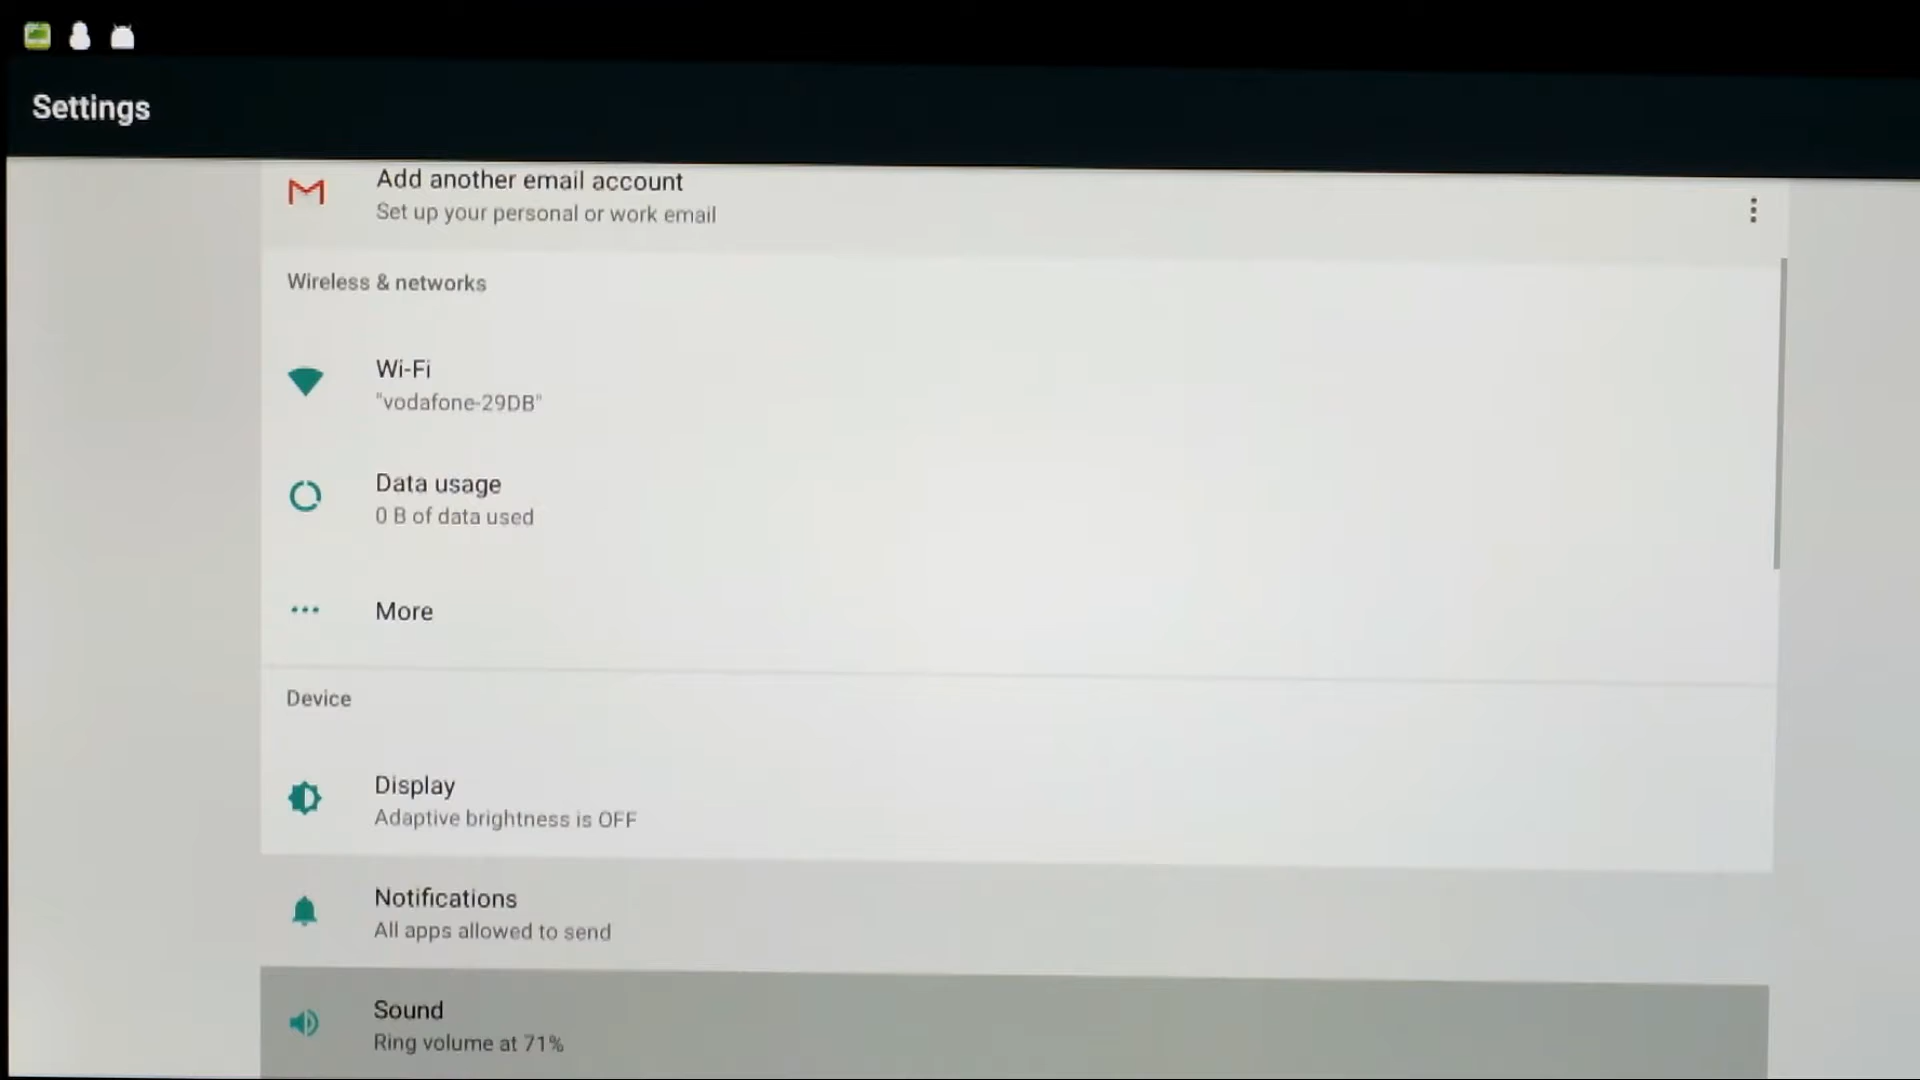 Settings
Add another email account
Set up your personal or work email
Wireless & networks
Wi-Fi
"vodafone-29DB"
Data usage
0 B of data used
More
Device
Display
Adaptive brightness is OFF
Notifications
All apps allowed to send
Sound
Ring volume at 71%